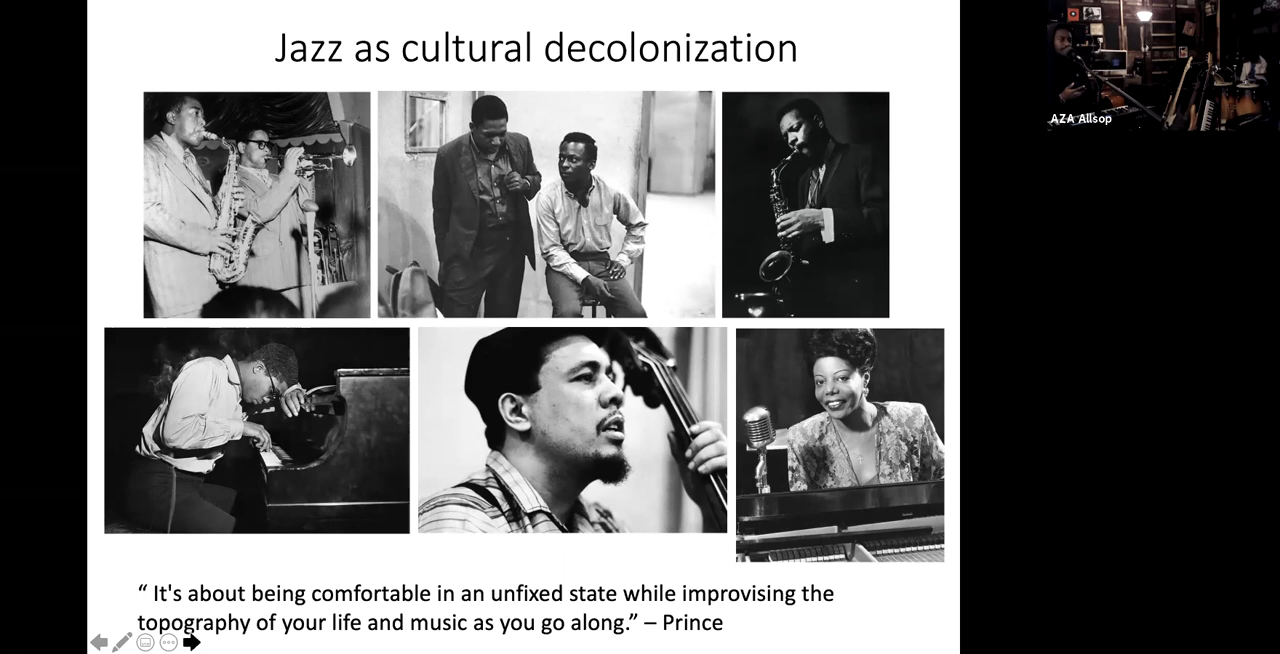 Jazz as cultural decolonization
AZA Allsop
“ It's about being comfortable in an unfixed state while improvising the
topography of your life and music as you go along.” – Prince